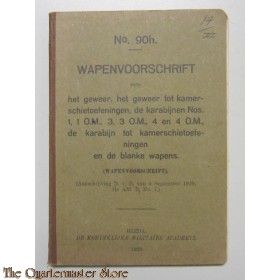 14
No. 90h.
WAPENVOORSCHRIFT
voor
het geweer, het geweer tot kamer-
schietoefeningen, de karabijnen Nos.
1, 1 O.M., 3, 3 O.M., 4 en 4 O.M.,
de karabijn tot kamerschietoefe-
ningen
en de blanke wapens.
(WAPENVOORSCHRIFT)
September
BREDA,
DE KONINKLIJKE MILITAIRE ACADEMIE.
The Quartermaster Store